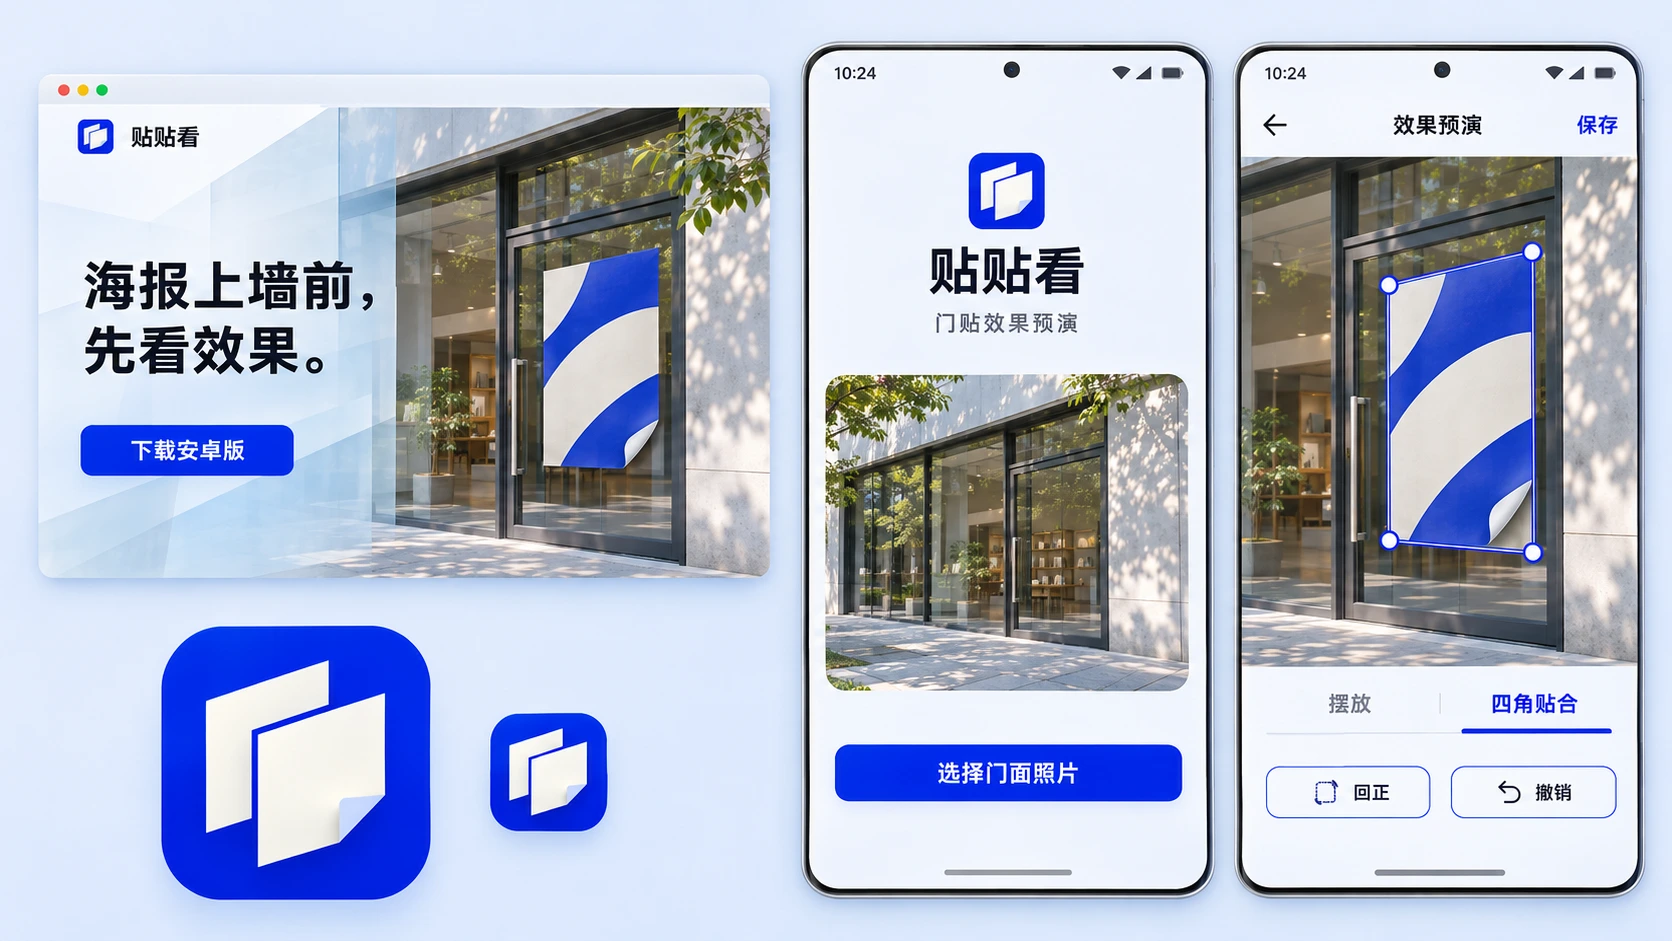 贴贴看
海报上墙前，
先看效果。
下载安卓版
10:24
贴贴看
门贴效果预演
选择门面照片
10:24
效果预演
保存
摆放
四角贴合
回正
撤销